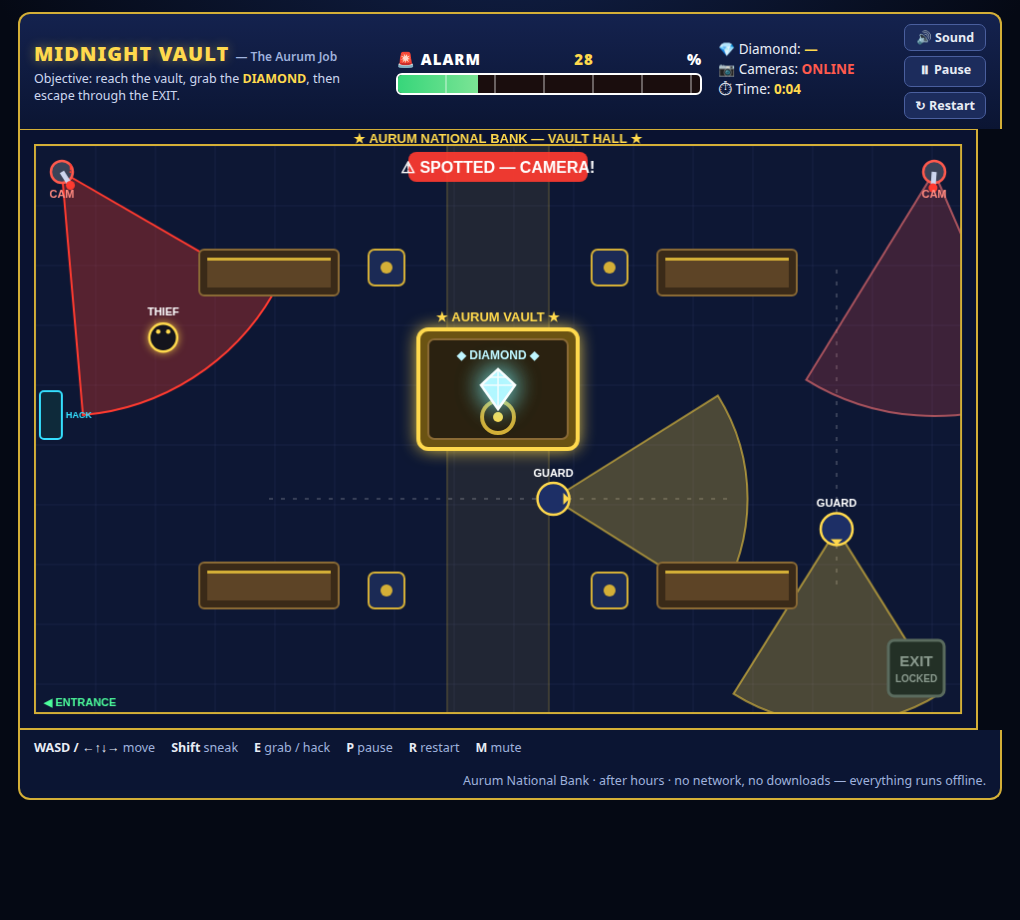 MIDNIGHT VAULT — The Aurum Job
Objective: reach the vault, grab the DIAMOND, then
escape through the EXIT.
🚨 ALARM 28 %
💎 Diamond: —
📷 Cameras: ONLINE
⏱ Time: 0:04
🔊 Sound
⏸ Pause
↻ Restart
★ AURUM NATIONAL BANK — VAULT HALL ★
⚠ SPOTTED — CAMERA!
CAM
CAM
THIEF
★ AURUM VAULT ★
◆ DIAMOND ◆
HACK
GUARD
GUARD
EXIT
LOCKED
◀ ENTRANCE
WASD / ←↑↓→ move Shift sneak E grab / hack P pause R restart M mute
Aurum National Bank · after hours · no network, no downloads — everything runs offline.